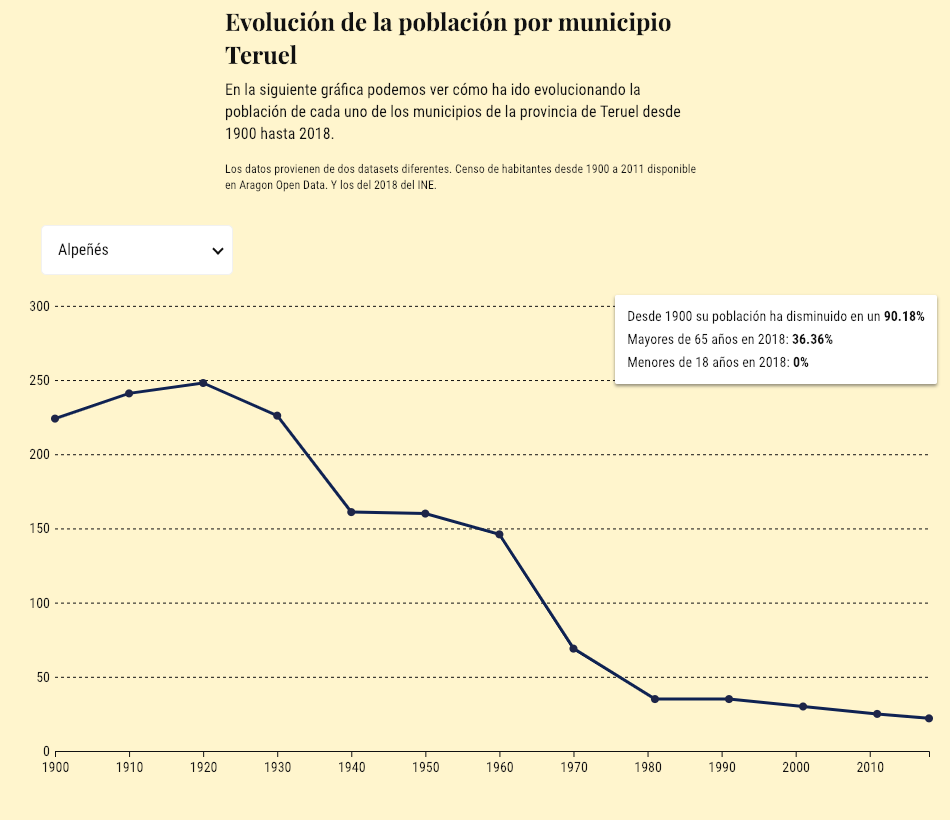 Evolución de la población por municipio
Teruel
En la siguiente gráfica podemos ver cómo ha ido evolucionando la
población de cada uno de los municipios de la provincia de Teruel desde
1900 hasta 2018.
Los datos provienen de dos datasets diferentes. Censo de habitantes desde 1900 a 2011 disponible
en Aragon Open Data. Y los del 2018 del INE.
Alpeñés
Desde 1900 su población ha disminuido en un 90.18%
Mayores de 65 años en 2018: 36.36%
Menores de 18 años en 2018: 0%
300
250
200
150
100
50
0
1900 1910 1920 1930 1940 1950 1960 1970 1980 1990 2000 2010